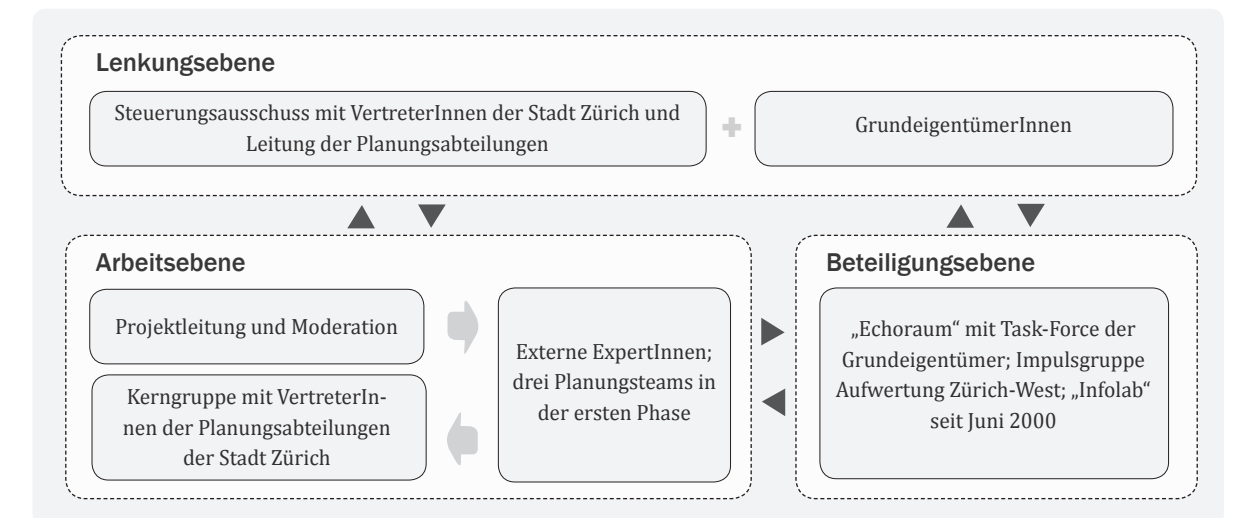 Lenkungsebene
Steuerungsausschuss mit VertreterInnen der Stadt Zürich und
Leitung der Planungsabteilungen
GrundeigentümerInnen
Arbeitsebene
Projektleitung und Moderation
Kerngruppe mit VertreterIn-
nen der Planungsabteilungen
der Stadt Zürich
Externe ExpertInnen;
drei Planungsteams in
der ersten Phase
Beteiligungsebene
„Echoraum“ mit Task-Force der
Grundeigentümer; Impulsgruppe
Aufwertung Zürich-West; „Infolab“
seit Juni 2000